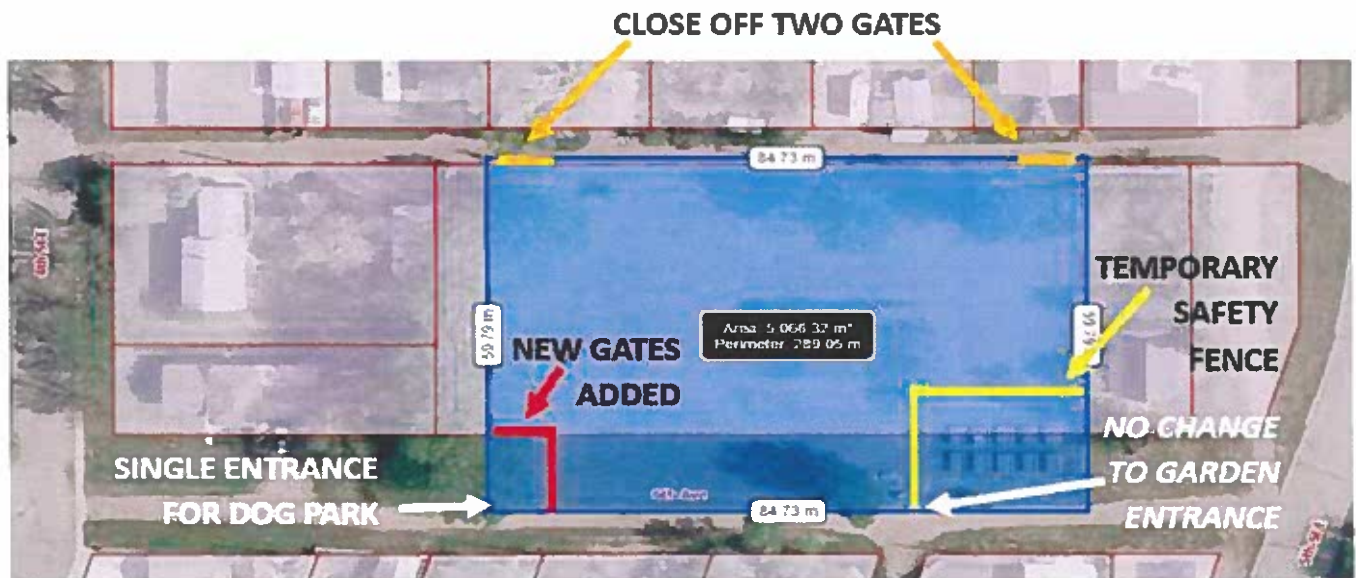 CLOSE OFF TWO GATES
84.73 m
TEMPORARY
SAFETY
FENCE
59.79 m
Area: 5 066.32 m²
Perimeter: 289.05 m
NEW GATES
ADDED
NO CHANGE
TO GARDEN
ENTRANCE
SINGLE ENTRANCE
FOR DOG PARK
84.73 m